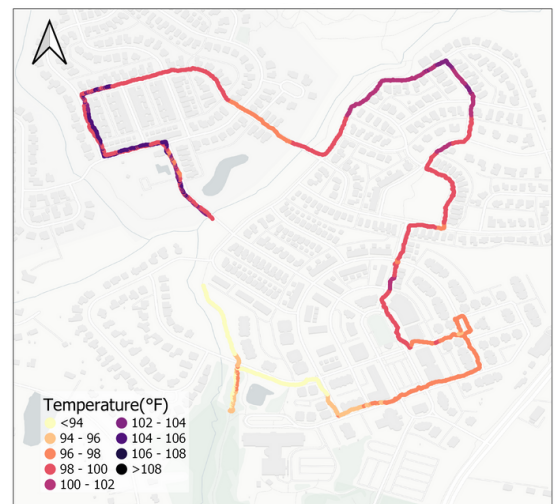 Temperature(°F)
<94 102 - 104
94 - 96 104 - 106
96 - 98 106 - 108
98 - 100 >108
100 - 102